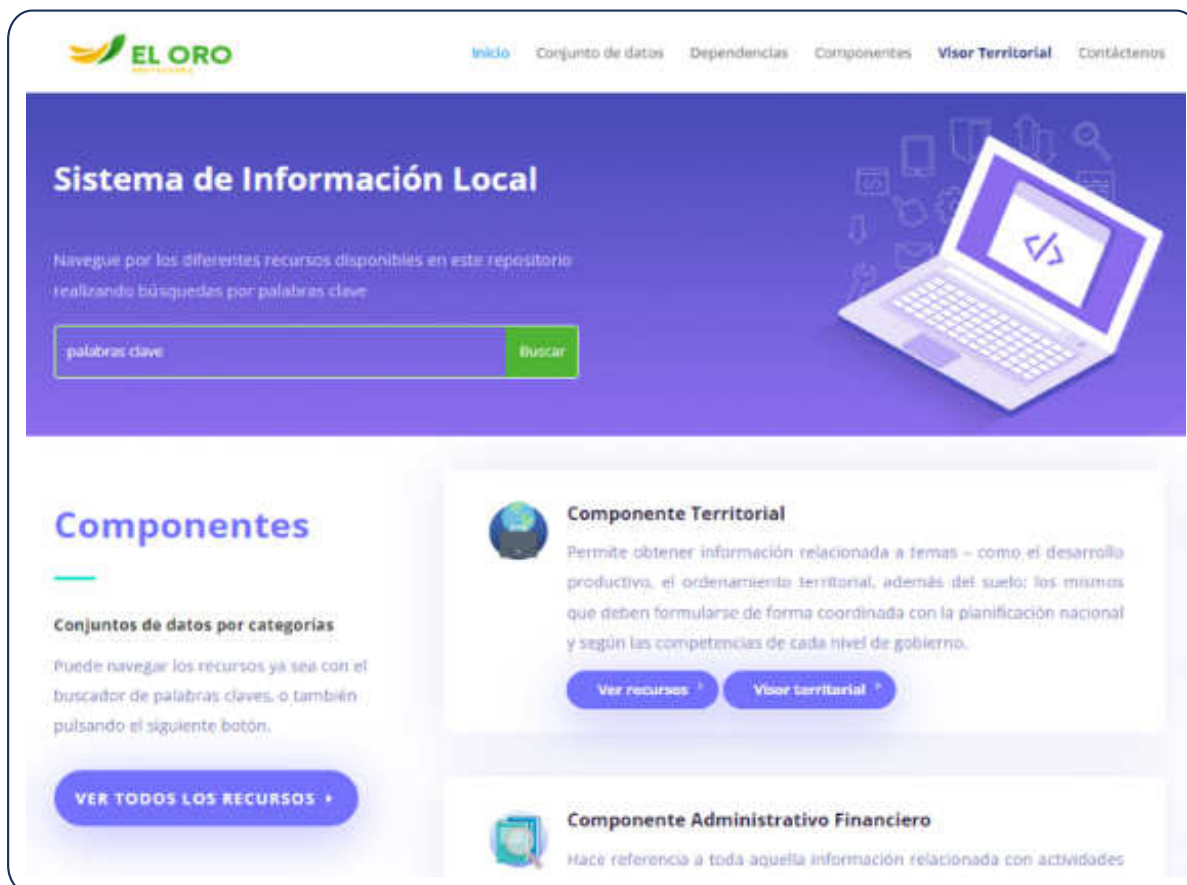 EL ORO
Inicio Conjunto de datos Dependencias Componentes Visor Territorial Contáctenos
Sistema de Información Local
Navegue por los diferentes recursos disponibles en este repositorio
realizando búsquedas por palabras clave
palabras clave Buscar
Componentes
Conjuntos de datos por categorías
Puede navegar los recursos ya sea con el
buscador de palabras claves, o también
pulsando el siguiente botón.
VER TODOS LOS RECURSOS
Componente Territorial
Permite obtener información relacionada a temas – como el desarrollo
productivo, el ordenamiento territorial, además del suelo; los mismos
que deben formularse de forma coordinada con la planificación nacional
y según las competencias de cada nivel de gobierno.
Ver recursos Visor territorial
Componente Administrativo Financiero
Hace referencia a toda aquella información relacionada con actividades